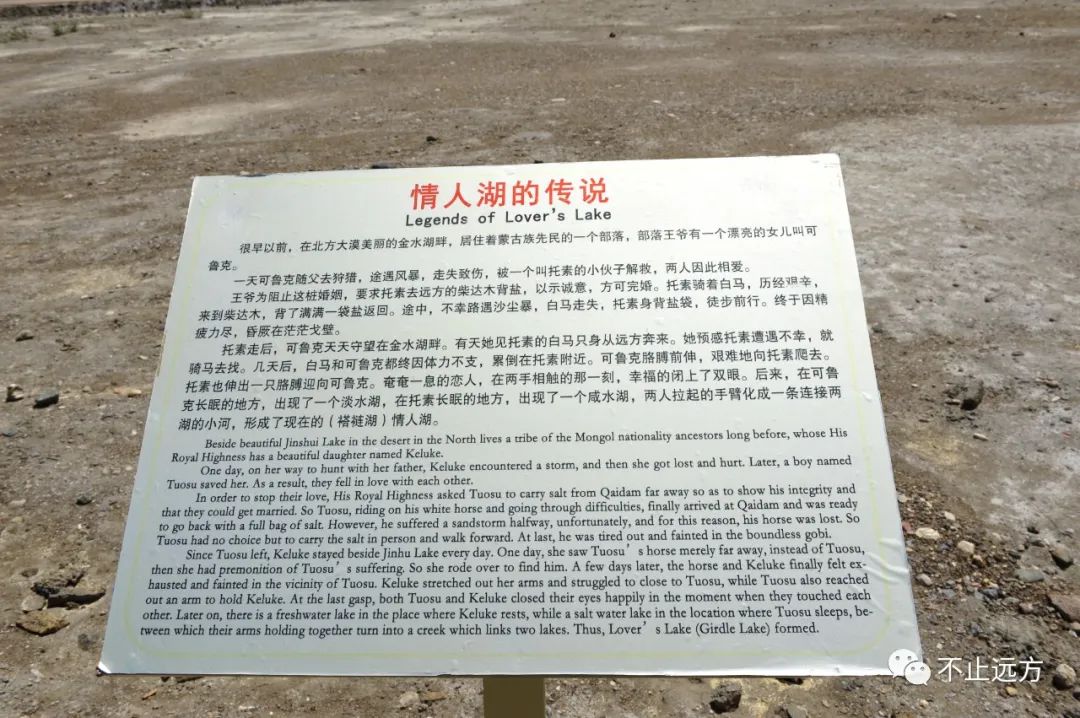 情人湖的传说
Legends of Lover's Lake
很早以前，在北方大漠美丽的金水湖畔，居住着蒙古族先民的一个部落，部落王爷有一个漂亮的女儿叫可
鲁克。
一天可鲁克随父去狩猎，途遇风暴，走失致伤，被一个叫托素的小伙子解救，两人因此相爱。
王爷为阻止这桩婚姻，要求托素去远方的柴达木背盐，以示诚意，方可完婚。托素骑着白马，历经艰辛，
来到柴达木，背了满满一袋盐返回。途中，不幸路遇沙尘暴，白马走失，托素身背盐袋，徒步前行。终于因精
疲力尽，昏厥在茫茫戈壁。
托素走后，可鲁克天天守望在金水湖畔。有天她见托素的白马只身从远方奔来。她预感托素遭遇不幸，就
骑马去找。几天后，白马和可鲁克都终因体力不支，累倒在托素附近。可鲁克胳膊前伸，艰难地向托素爬去。
托素也伸出一只胳膊迎向可鲁克。奄奄一息的恋人，在两手相触的那一刻，幸福的闭上了双眼。后来，在可鲁
克长眠的地方，出现了一个淡水湖，在托素长眠的地方，出现了一个咸水湖，两人拉起的手臂化成一条连接两
湖的小河，形成了现在的（褡裢湖）情人湖。
Beside beautiful Jinshui Lake in the desert in the North lives a tribe of the Mongol nationality ancestors long before, whose His
Royal Highness has a beautiful daughter named Keluke.
One day, on her way to hunt with her father, Keluke encountered a storm, and then she got lost and hurt. Later, a boy named
Tuosu saved her. As a result, they fell in love with each other.
In order to stop their love, His Royal Highness asked Tuosu to carry salt from Qaidam far away so as to show his integrity and
that they could get married. So Tuosu, riding on his white horse and going through difficulties, finally arrived at Qaidam and was ready
to go back with a full bag of salt. However, he suffered a sandstorm halfway, unfortunately, and for this reason, his horse was lost. So
Tuosu had no choice but to carry the salt in person and walk forward. At last, he was tired out and fainted in the boundless gobi.
Since Tuosu left, Keluke stayed beside Jinhu Lake every day. One day, she saw Tuosu's horse merely far away, instead of Tuosu,
then she had premonition of Tuosu's suffering. So she rode over to find him. A few days later, the horse and Keluke finally felt ex-
hausted and fainted in the vicinity of Tuosu. Keluke stretched out her arms and struggled to close to Tuosu, while Tuosu also reached
out an arm to hold Keluke. At the last gasp, both Tuosu and Keluke closed their eyes happily in the moment when they touched each
other. Later on, there is a freshwater lake in the place where Keluke rests, while a salt water lake in the location where Tuosu sleeps, be-
tween which their arms holding together turn into a creek which links two lakes. Thus, Lover's Lake (Girdle Lake) formed.
不止远方